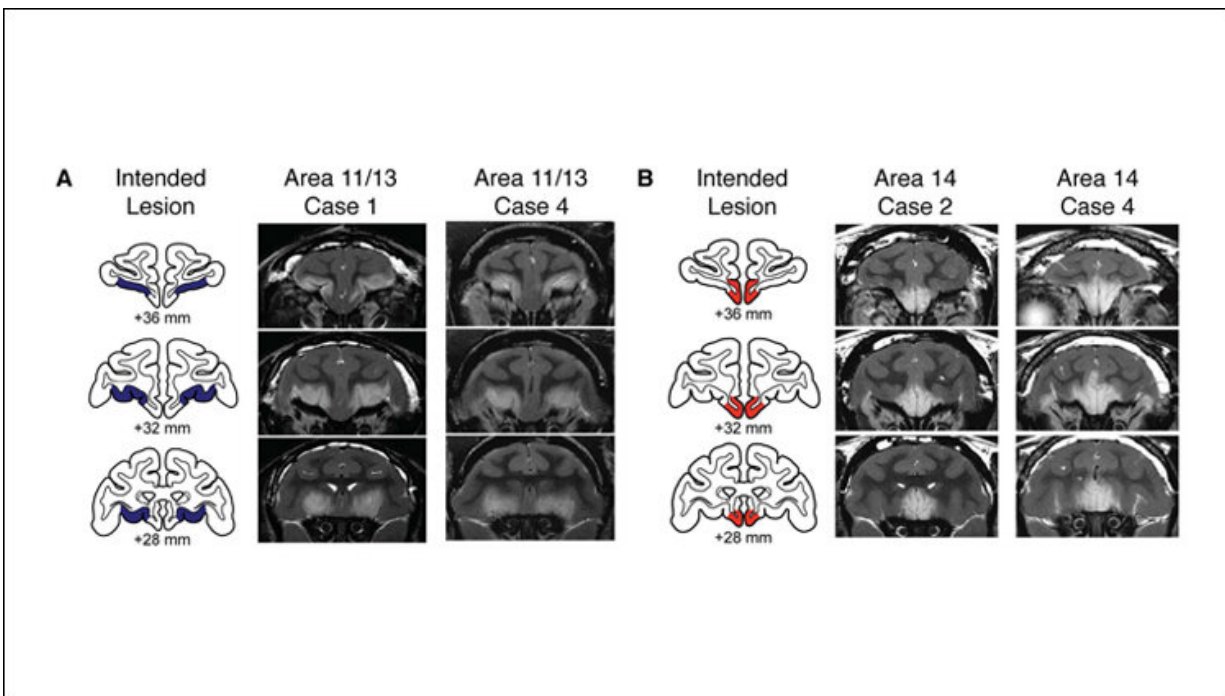 A
Intended
Lesion
Area 11/13
Case 1
Area 11/13
Case 4
+36 mm
+32 mm
+28 mm
B
Intended
Lesion
Area 14
Case 2
Area 14
Case 4
+36 mm
+32 mm
+28 mm